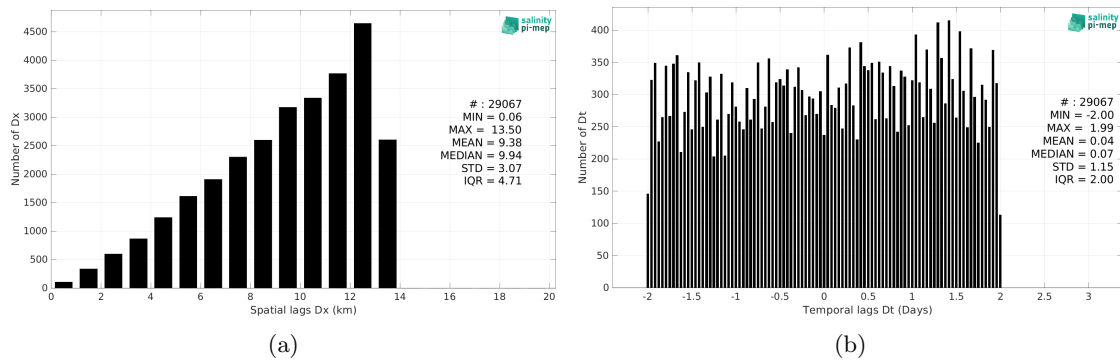 salinity
pi-mep
# : 29067
MIN = 0.06
MAX = 13.50
MEAN = 9.38
MEDIAN = 9.94
STD = 3.07
IQR = 4.71
Number of Dx
4500
4000
3500
3000
2500
2000
1500
1000
500
0
0 2 4 6 8 10 12 14 16 18 20
Spatial lags Dx (km)
(a)
salinity
pi-mep
# : 29067
MIN = -2.00
MAX = 1.99
MEAN = 0.04
MEDIAN = 0.07
STD = 1.15
IQR = 2.00
Number of Dt
400
350
300
250
200
150
100
50
0
-2 -1.5 -1 -0.5 0 0.5 1 1.5 2 2.5 3
Temporal lags Dt (Days)
(b)